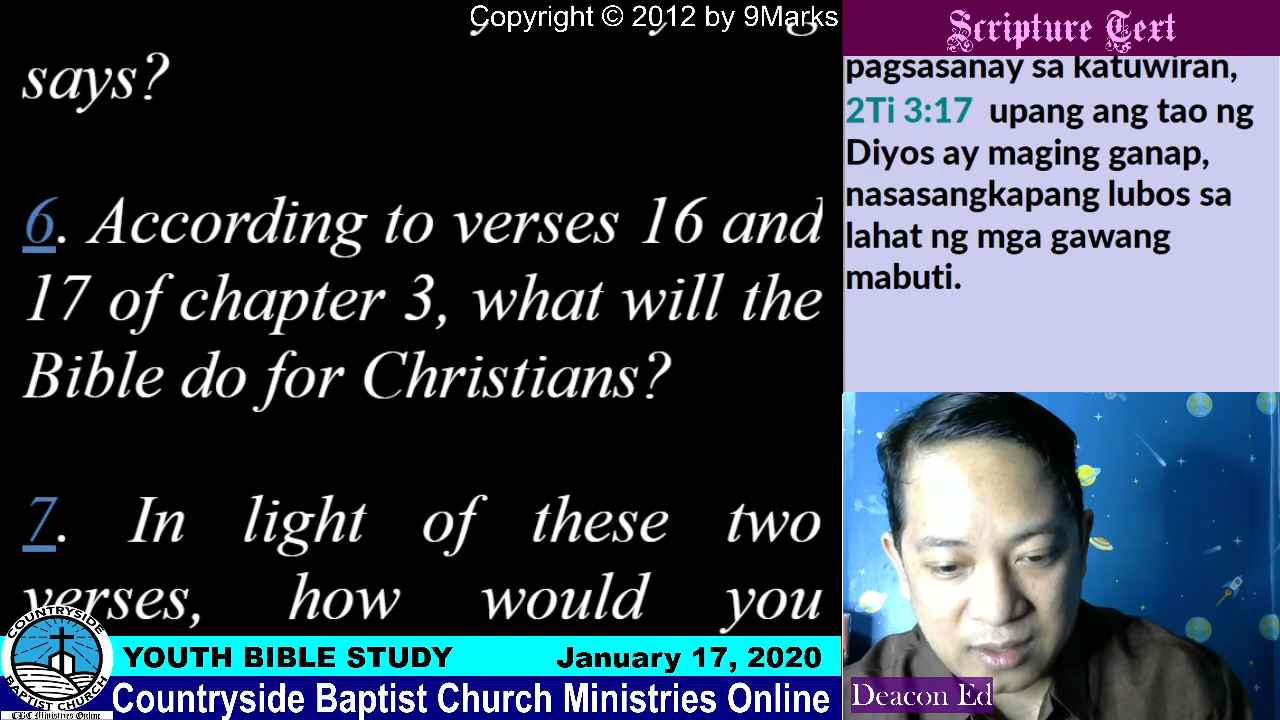 Copyright © 2012 by 9Marks
says?
6. According to verses 16 and
17 of chapter 3, what will the
Bible do for Christians?
7. In light of these two
verses, how would you
Scripture Text
pagsasanay sa katuwiran,
2Ti 3:17 upang ang tao ng
Diyos ay maging ganap,
nasasangkapang lubos sa
lahat ng mga gawang
mabuti.
Deacon Ed
COUNTRYSIDE
BAPTIST CHURCH
CBC Ministries Online
YOUTH BIBLE STUDY January 17, 2020
Countryside Baptist Church Ministries Online